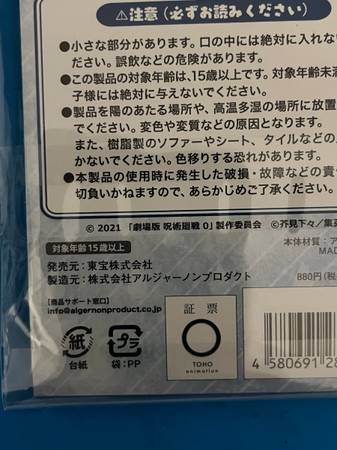 ⚠注意(必ずお読みください)
●小さな部分があります。口の中には絶対に入れない
ださい。誤飲などの危険があります。
●この製品の対象年齢は、15歳以上です。対象年齢未満
子様には絶対に与えないでください。
●製品を陽のあたる場所や、高温多湿の場所に放置
でください。変色や変質などの原因となります。
また、樹脂製のソファーやシート、タイルなどの
かないでください。色移りする恐れがあります。
●本製品の使用時に発生した破損・故障などの責
切負いかねますので、あらかじめご了承ください。
© 2021 「劇場版 呪術廻戦 0」製作委員会 ©芥見下々/集
対象年齢15歳以上
本体材質:ア
MAD
発売元:東宝株式会社
製造元:株式会社アルジャーノンプロダクト
880円(税
[商品サポート窓口]
info@algernonproduct.co.jp
紙
台紙
プラ
袋:PP
証票
TOHO
animation
4 580691 28